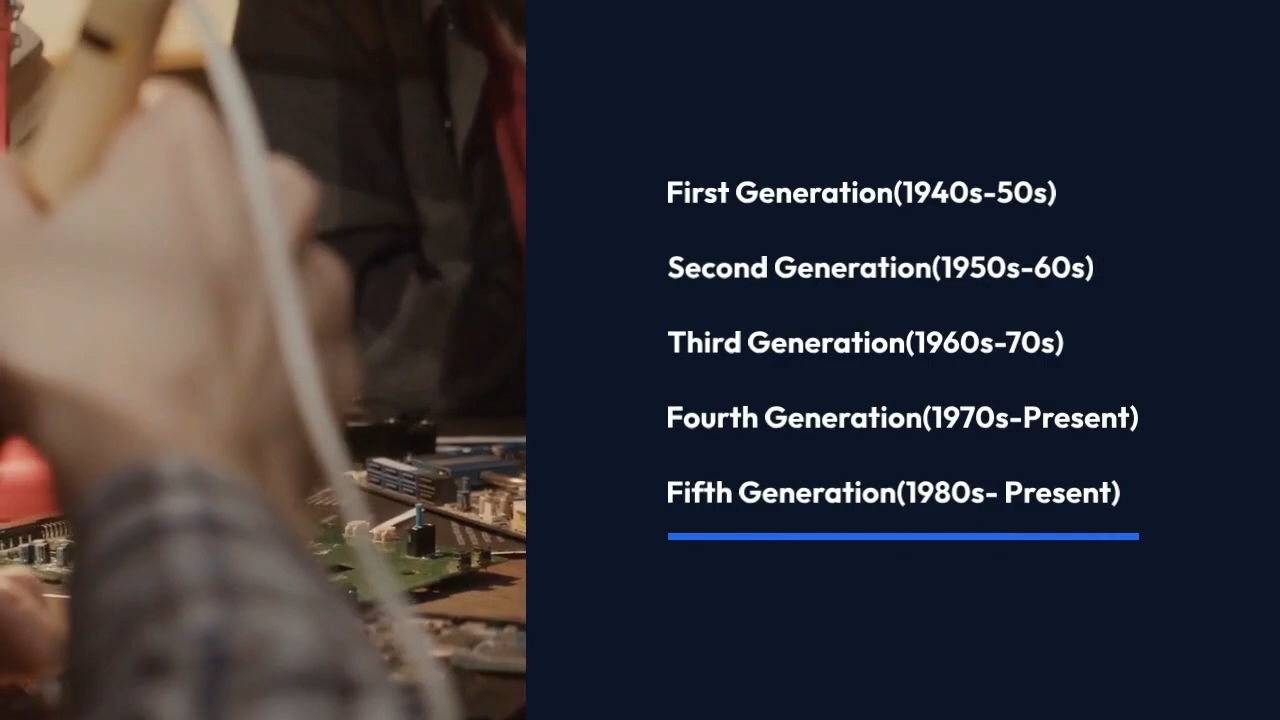 First Generation(1940s-50s)
Second Generation(1950s-60s)
Third Generation(1960s-70s)
Fourth Generation(1970s-Present)
Fifth Generation(1980s- Present)